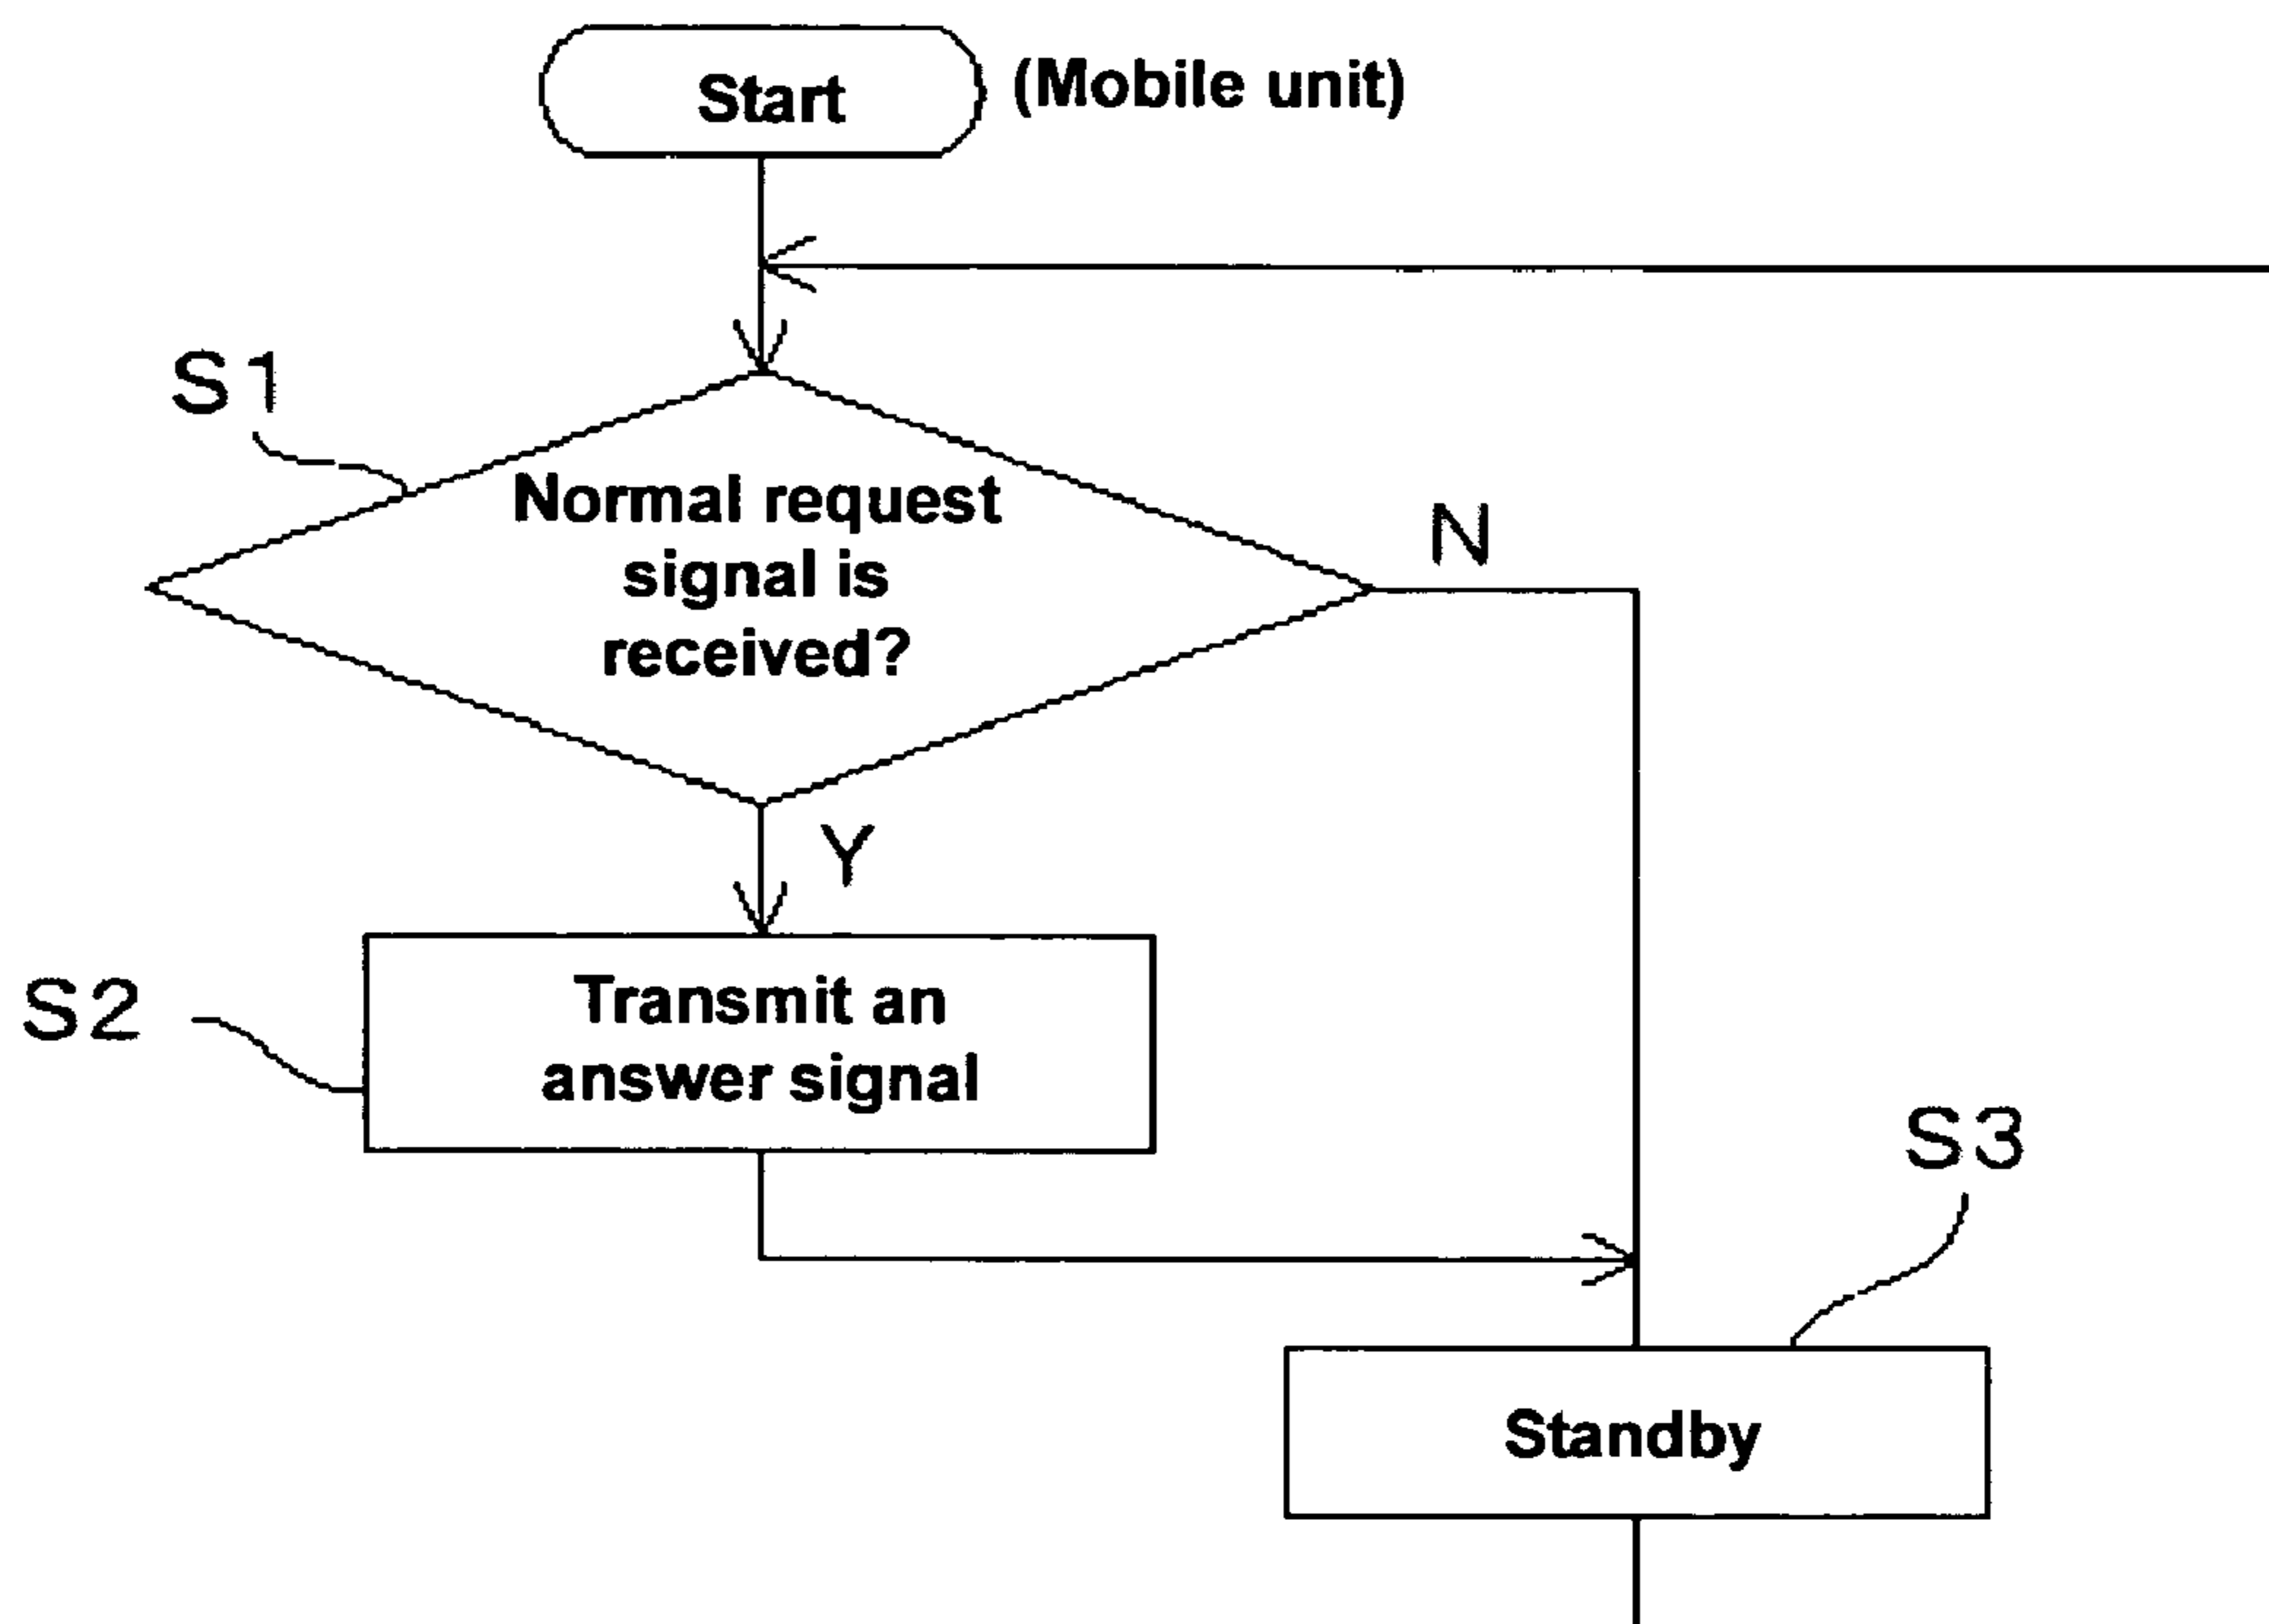 Start
(Mobile unit)
S1
Normal request
signal is
received?
N
Y
S2
Transmit an
answer signal
S3
Standby